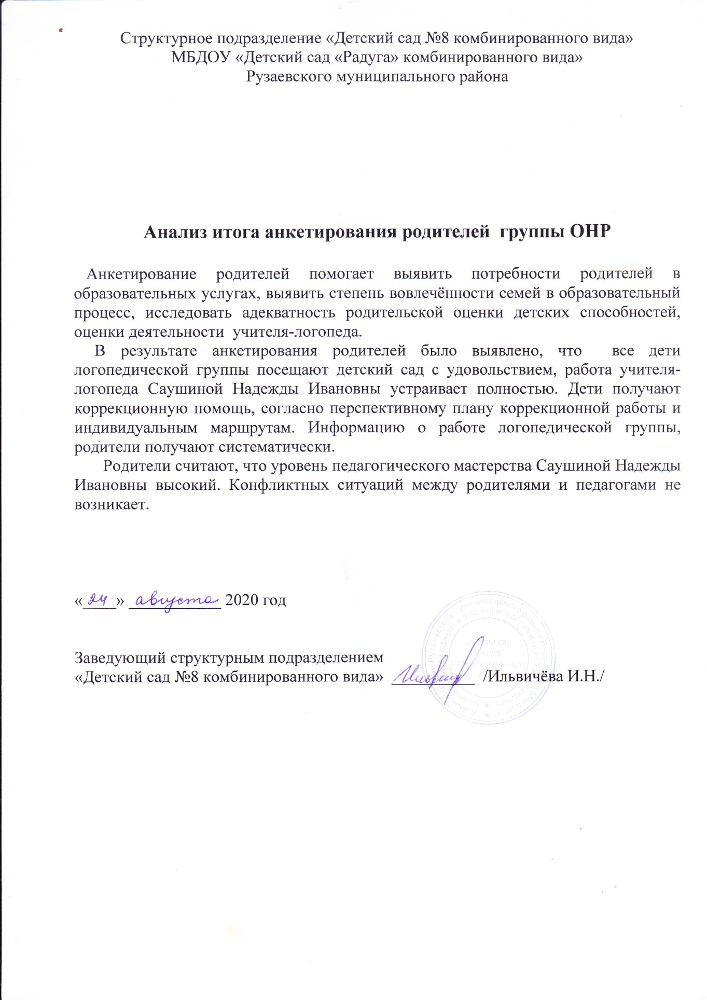 Структурное подразделение «Детский сад №8 комбинированного вида»
МБДОУ «Детский сад «Радуга» комбинированного вида»
Рузаевского муниципального района
Анализ итога анкетирования родителей  группы ОНР
Анкетирование родителей помогает выявить потребности родителей в
образовательных услугах, выявить степень вовлечённости семей в образовательный
процесс, исследовать адекватность родительской оценки детских способностей,
оценки деятельности  учителя-логопеда.
В результате анкетирования родителей было выявлено, что  все дети
логопедической группы посещают детский сад с удовольствием, работа учителя-
логопеда Саушиной Надежды Ивановны устраивает полностью. Дети получают
коррекционную помощь, согласно перспективному плану коррекционной работы и
индивидуальным маршрутам. Информацию о работе логопедической группы,
родители получают систематически.
Родители считают, что уровень педагогического мастерства Саушиной Надежды
Ивановны высокий. Конфликтных ситуаций между родителями и педагогами не
возникает.
«24» августа 2020 год
Заведующий структурным подразделением
«Детский сад №8 комбинированного вида» /Ильвичёва И.Н./
Рузаевского муниципального района
дошкольное
сад